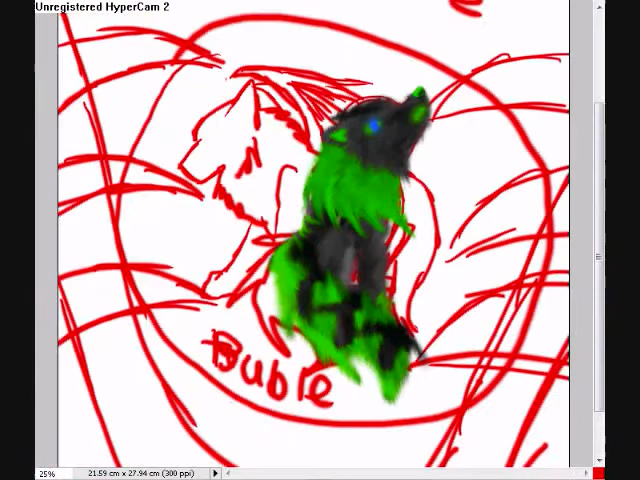 Unregistered HyperCam 2
Buble
25%
21.59 cm x 27.94 cm (300 ppi)